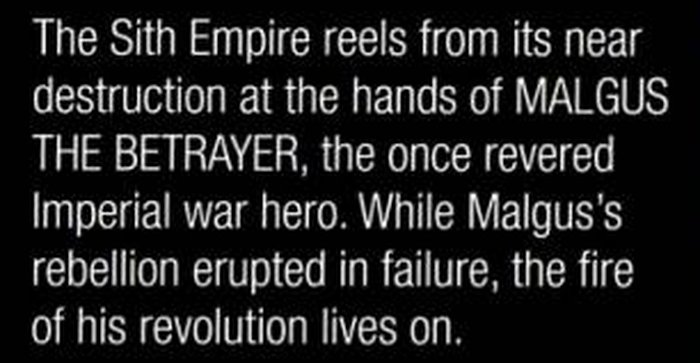 The Sith Empire reels from its near
destruction at the hands of MALGUS
THE BETRAYER, the once revered
Imperial war hero. While Malgus's
rebellion erupted in failure, the fire
of his revolution lives on.